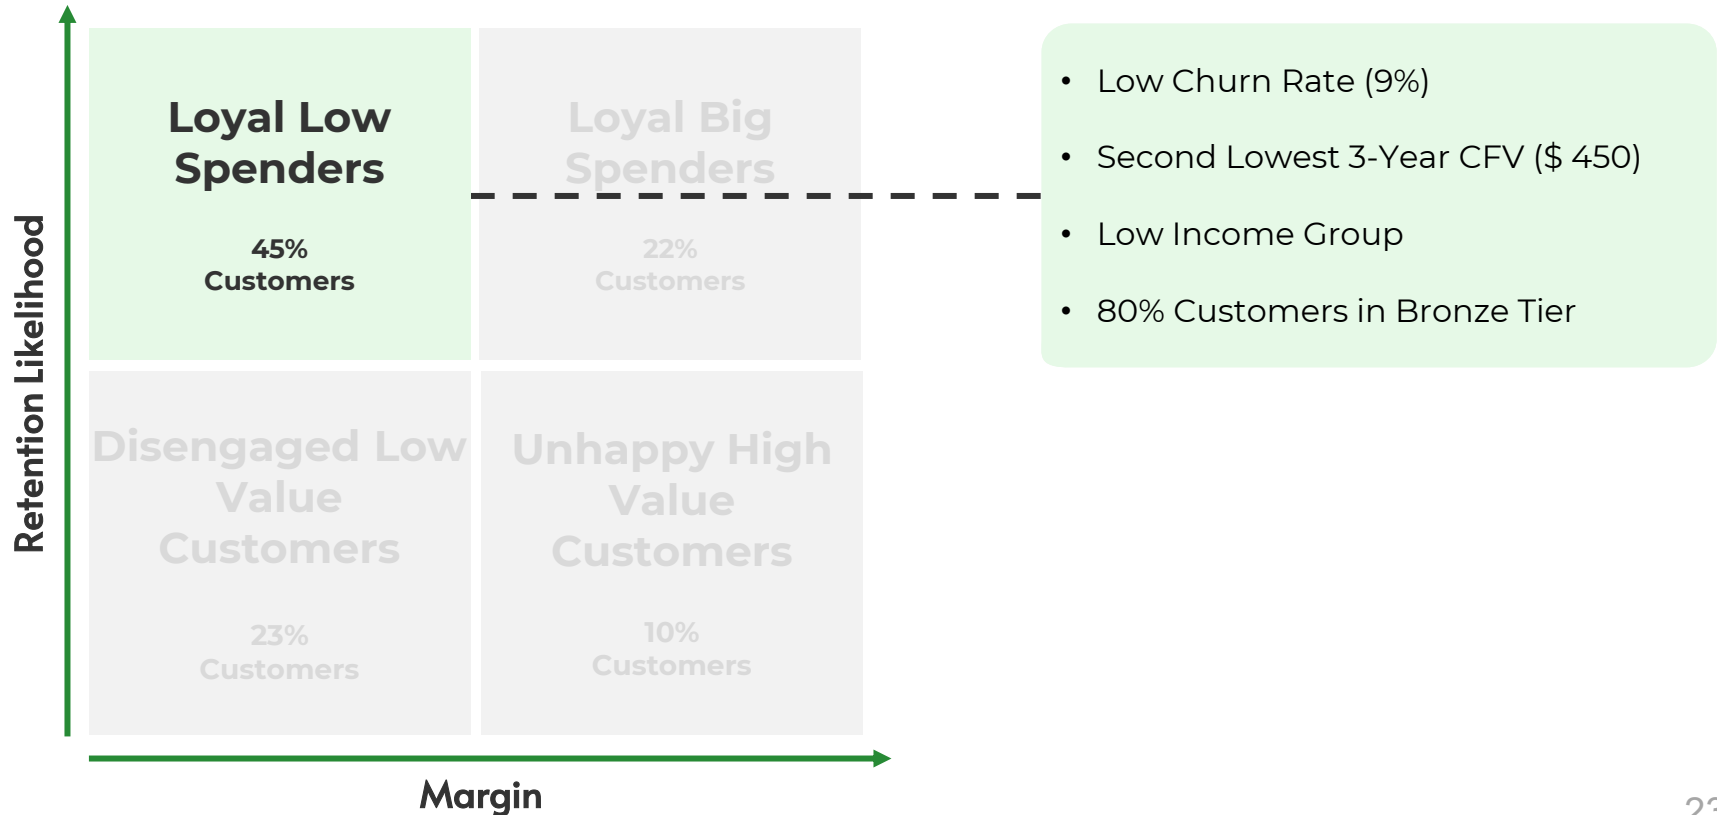 Retention Likelihood
Loyal Low
Spenders
45%
Customers
Loyal Big
Spenders
22%
Customers
Disengaged Low
Value
Customers
23%
Customers
Unhappy High
Value
Customers
10%
Customers
Margin
• Low Churn Rate (9%)
• Second Lowest 3-Year CFV ($ 450)
• Low Income Group
• 80% Customers in Bronze Tier